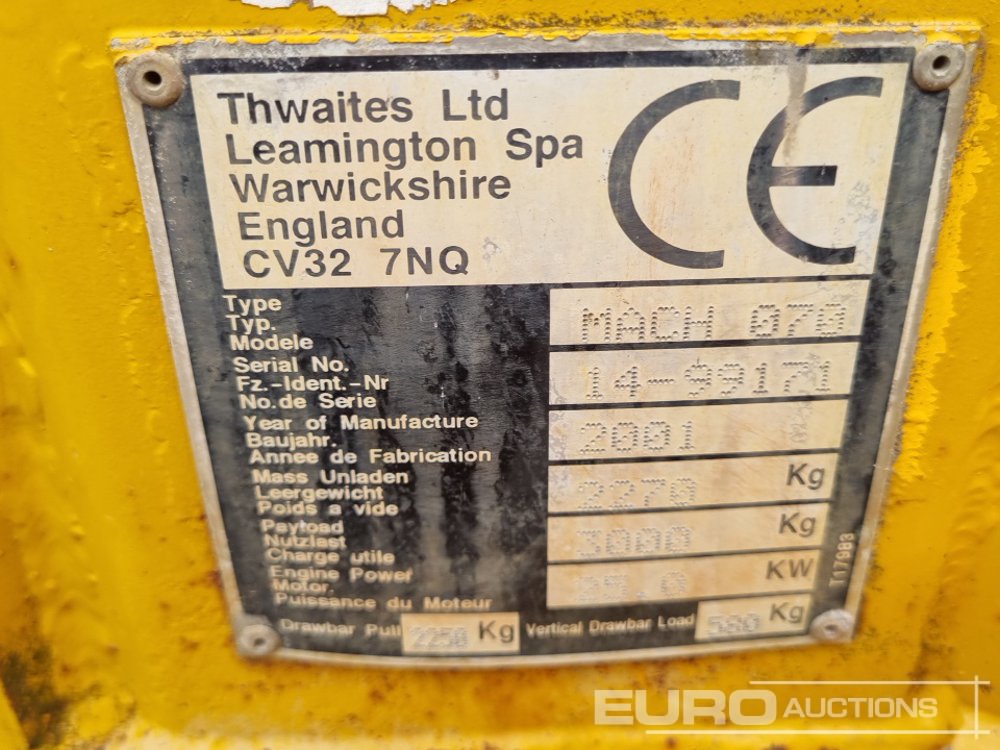 Thwaites Ltd
Leamington Spa
Warwickshire
England
CV32 7NQ
CE
Type
Typ.
Modele
MACH 070
Serial No.
Fz.-Ident.-Nr
No.de Serie
14-99171
Year of Manufacture
Baujahr.
Annee de Fabrication
2001
Mass Unladen
Leergewicht
Poids a vide
2270 Kg
Payload
Nutzlast
Charge utile
3000 Kg
Engine Power
Motor.
Puissance du Moteur
KW
Drawbar Pull 2250 Kg Vertical Drawbar Load 580 Kg
T17983
EURO AUCTIONS